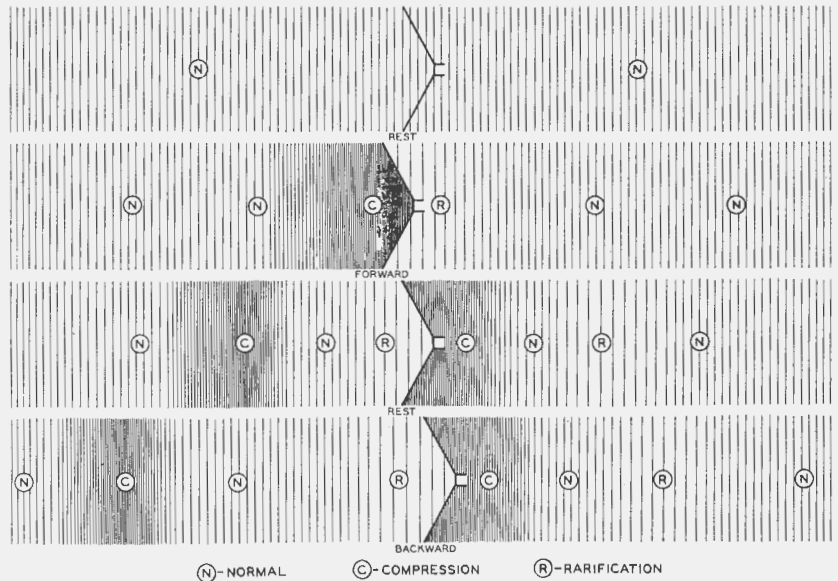 N N
REST
N N C R N N
FORWARD
N C N R C N R N
REST
N C N R C N R N
BACKWARD
N -NORMAL C -COMPRESSION R -RARIFICATION